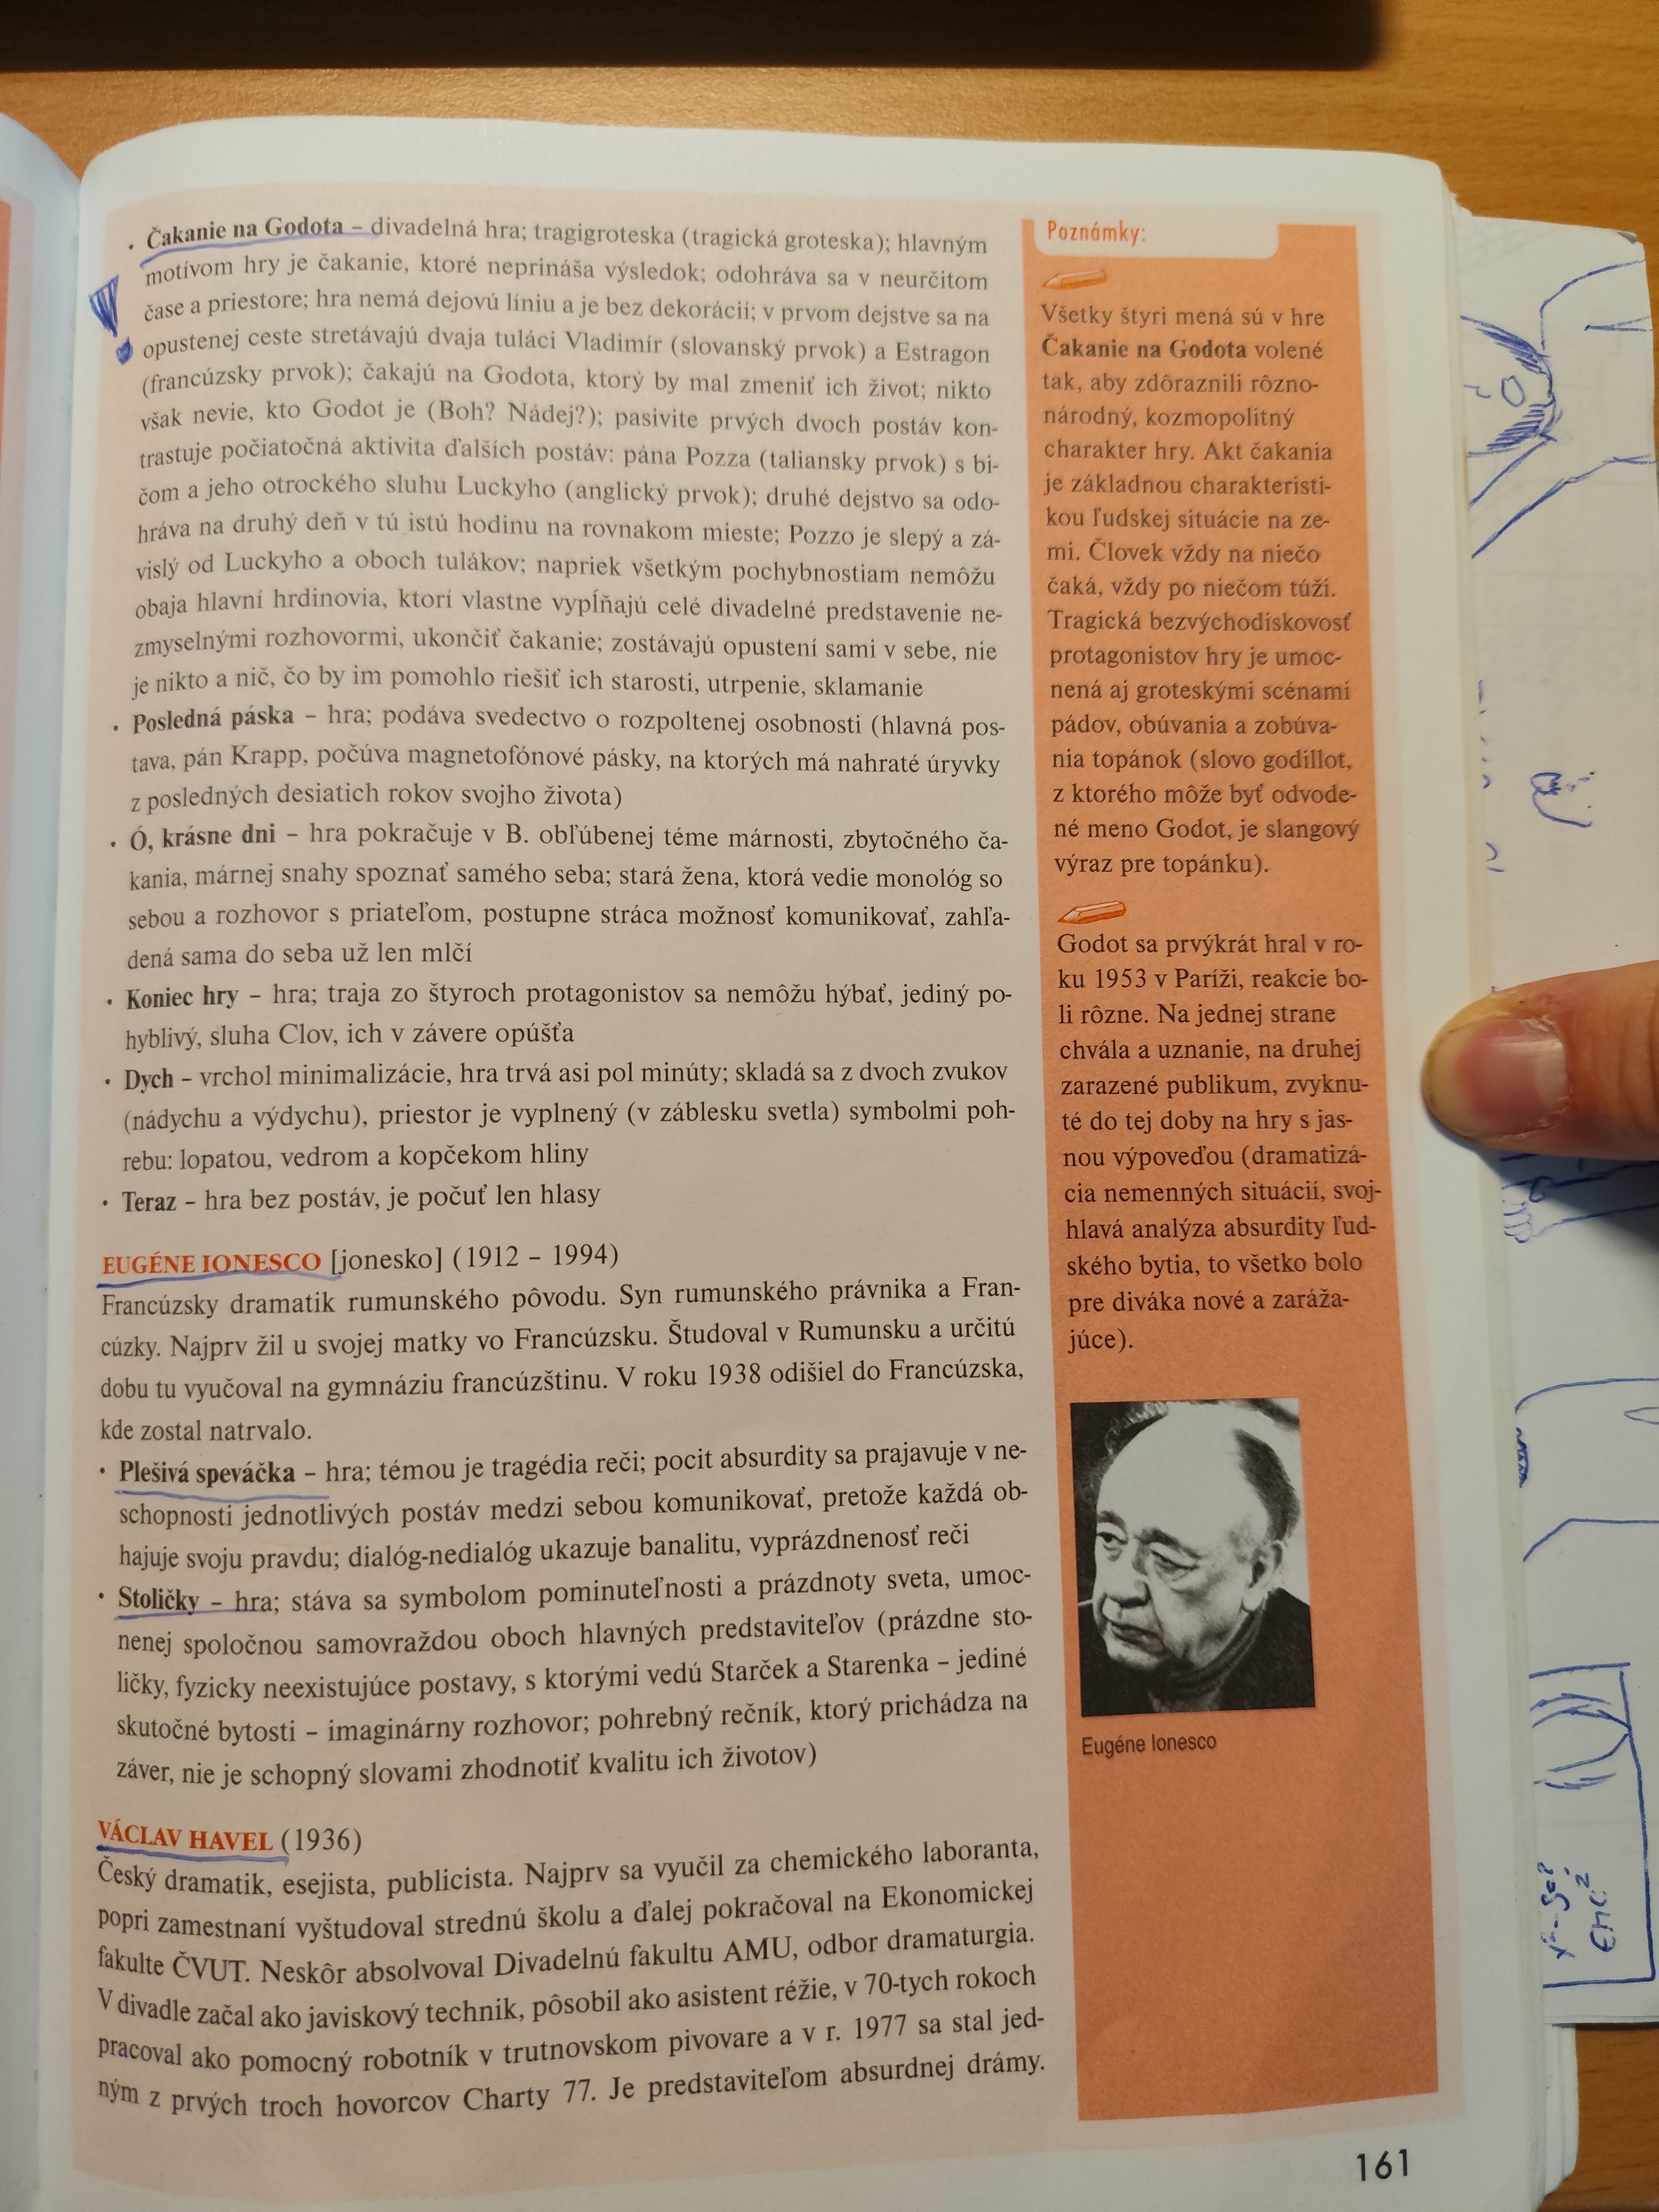 • Čakanie na Godota – divadelná hra; tragigroteska (tragická groteska); hlavným
motívom hry je čakanie, ktoré neprináša výsledok; odohráva sa v neurčitom
čase a priestore; hra nemá dejovú líniu a je bez dekorácií; v prvom dejstve sa na
opustenej ceste stretávajú dvaja tuláci Vladimír (slovanský prvok) a Estragon
(francúzsky prvok); čakajú na Godota, ktorý by mal zmeniť ich život; nikto
však nevie, kto Godot je (Boh? Nádej?); pasivite prvých dvoch postáv kon-
trastuje počiatočná aktivita ďalších postáv: pána Pozza (taliansky prvok) s bi-
čom a jeho otrockého sluhu Luckyho (anglický prvok); druhé dejstvo sa odo-
hráva na druhý deň v tú istú hodinu na rovnakom mieste; Pozzo je slepý a zá-
vislý od Luckyho a oboch tulákov; napriek všetkým pochybnostiam nemôžu
obaja hlavní hrdinovia, ktorí vlastne vypĺňajú celé divadelné predstavenie ne-
zmyselnými rozhovormi, ukončiť čakanie; zostávajú opustení sami v sebe, nie
je nikto a nič, čo by im pomohlo riešiť ich starosti, utrpenie, sklamanie
• Posledná páska – hra; podáva svedectvo o rozpoltenej osobnosti (hlavná pos-
tava, pán Krapp, počúva magnetofónové pásky, na ktorých má nahraté úryvky
z posledných desiatich rokov svojho života)
• Ó, krásne dni – hra pokračuje v B. obľúbenej téme márnosti, zbytočného ča-
kania, márnej snahy spoznať samého seba; stará žena, ktorá vedie monológ so
sebou a rozhovor s priateľom, postupne stráca možnosť komunikovať, zahľa-
dená sama do seba už len mlčí
• Koniec hry – hra; traja zo štyroch protagonistov sa nemôžu hýbať, jediný po-
hyblivý, sluha Clov, ich v závere opúšťa
• Dych – vrchol minimalizácie, hra trvá asi pol minúty; skladá sa z dvoch zvukov
(nádychu a výdychu), priestor je vyplnený (v záblesku svetla) symbolmi poh-
rebu: lopatou, vedrom a kopčekom hliny
• Teraz – hra bez postáv, je počuť len hlasy
EUGÉNE IONESCO [jonesko] (1912 – 1994)
Francúzsky dramatik rumunského pôvodu. Syn rumunského právnika a Fran-
cúzky. Najprv žil u svojej matky vo Francúzsku. Študoval v Rumunsku a určitú
dobu tu vyučoval na gymnáziu francúzštinu. V roku 1938 odišiel do Francúzska,
kde zostal natrvalo.
• Plešivá speváčka – hra; témou je tragédia reči; pocit absurdity sa prajavuje v ne-
schopnosti jednotlivých postáv medzi sebou komunikovať, pretože každá ob-
hajuje svoju pravdu; dialóg-nedialóg ukazuje banalitu, vyprázdnenosť reči
• Stoličky – hra; stáva sa symbolom pominuteľnosti a prázdnoty sveta, umoc-
nenej spoločnou samovraždou oboch hlavných predstaviteľov (prázdne sto-
ličky, fyzicky neexistujúce postavy, s ktorými vedú Starček a Starenka – jediné
skutočné bytosti – imaginárny rozhovor; pohrebný rečník, ktorý prichádza na
záver, nie je schopný slovami zhodnotiť kvalitu ich životov)
VÁCLAV HAVEL (1936)
Český dramatik, esejista, publicista. Najprv sa vyučil za chemického laboranta,
popri zamestnaní vyštudoval strednú školu a ďalej pokračoval na Ekonomickej
fakulte ČVUT. Neskôr absolvoval Divadelnú fakultu AMU, odbor dramaturgia.
V divadle začal ako javiskový technik, pôsobil ako asistent réžie, v 70-tych rokoch
pracoval ako pomocný robotník v trutnovskom pivovare a v r. 1977 sa stal jed-
ným z prvých troch hovorcov Charty 77. Je predstaviteľom absurdnej drámy.
Poznámky:
Všetky štyri mená sú v hre
Čakanie na Godota volené
tak, aby zdôraznili rôzno-
národný, kozmopolitný
charakter hry. Akt čakania
je základnou charakteristi-
kou ľudskej situácie na ze-
mi. Človek vždy na niečo
čaká, vždy po niečom túži.
Tragická bezvýchodiskovosť
protagonistov hry je umoc-
nená aj groteskými scénami
pádov, obúvania a zobúva-
nia topánok (slovo godillot,
z ktorého môže byť odvode-
né meno Godot, je slangový
výraz pre topánku).
Godot sa prvýkrát hral v ro-
ku 1953 v Paríži, reakcie bo-
li rôzne. Na jednej strane
chvála a uznanie, na druhej
zarazené publikum, zvyknu-
té do tej doby na hry s jas-
nou výpoveďou (dramatizá-
cia nemenných situácií, svoj-
hlavá analýza absurdity ľud-
ského bytia, to všetko bolo
pre diváka nové a zaráža-
júce).
Eugéne Ionesco
161